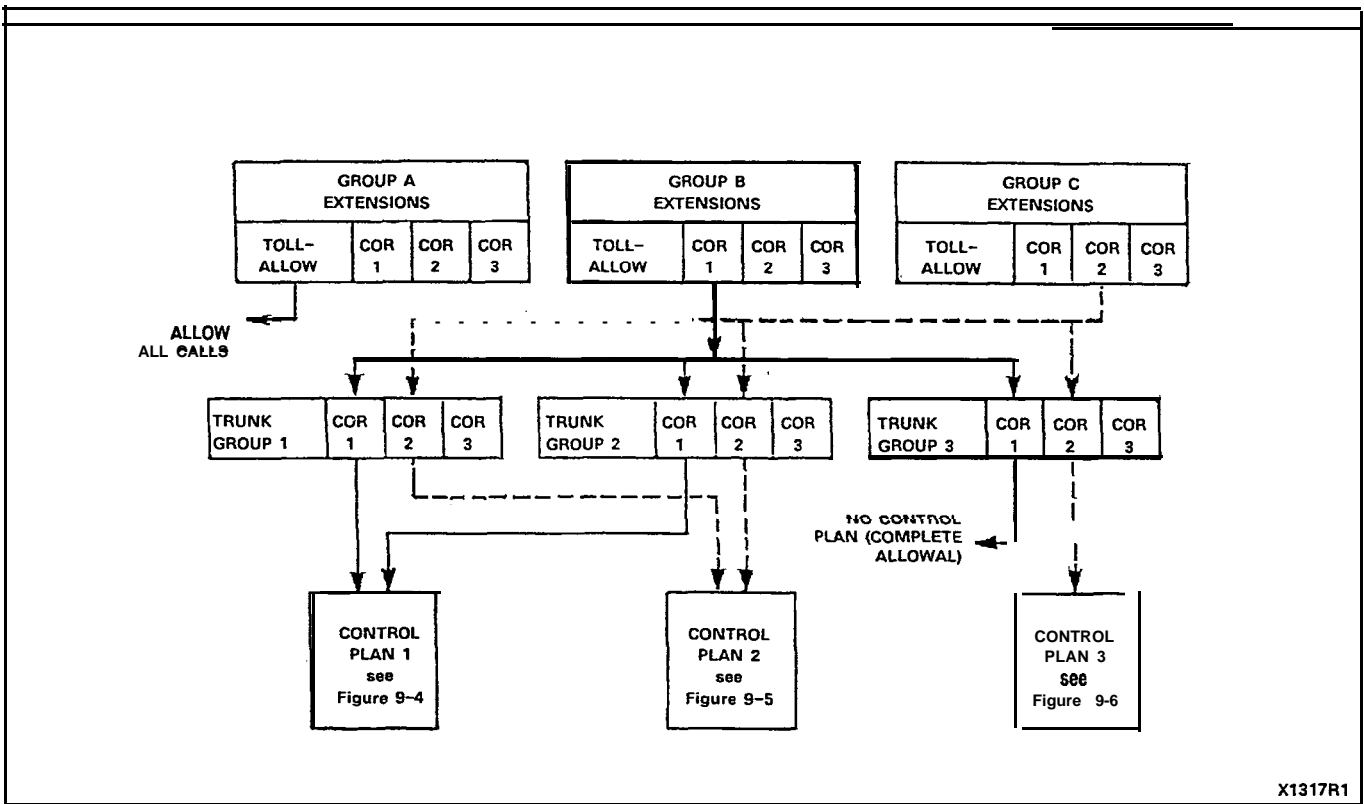 GROUP A
EXTENSIONS
TOLL-
ALLOW
COR
1
COR
2
COR
3
GROUP B
EXTENSIONS
TOLL-
ALLOW
COR
1
COR
2
COR
3
GROUP C
EXTENSIONS
TOLL-
ALLOW
COR
1
COR
2
COR
3
ALLOW
ALL CALLS
TRUNK
GROUP 1
COR
1
COR
2
COR
3
TRUNK
GROUP 2
COR
1
COR
2
COR
3
TRUNK
GROUP 3
COR
1
COR
2
COR
3
NO CONTROL
PLAN (COMPLETE
ALLOWAL)
CONTROL
PLAN 1
see
Figure 9-4
CONTROL
PLAN 2
see
Figure 9-5
CONTROL
PLAN 3
see
Figure 9-6
X1317R1